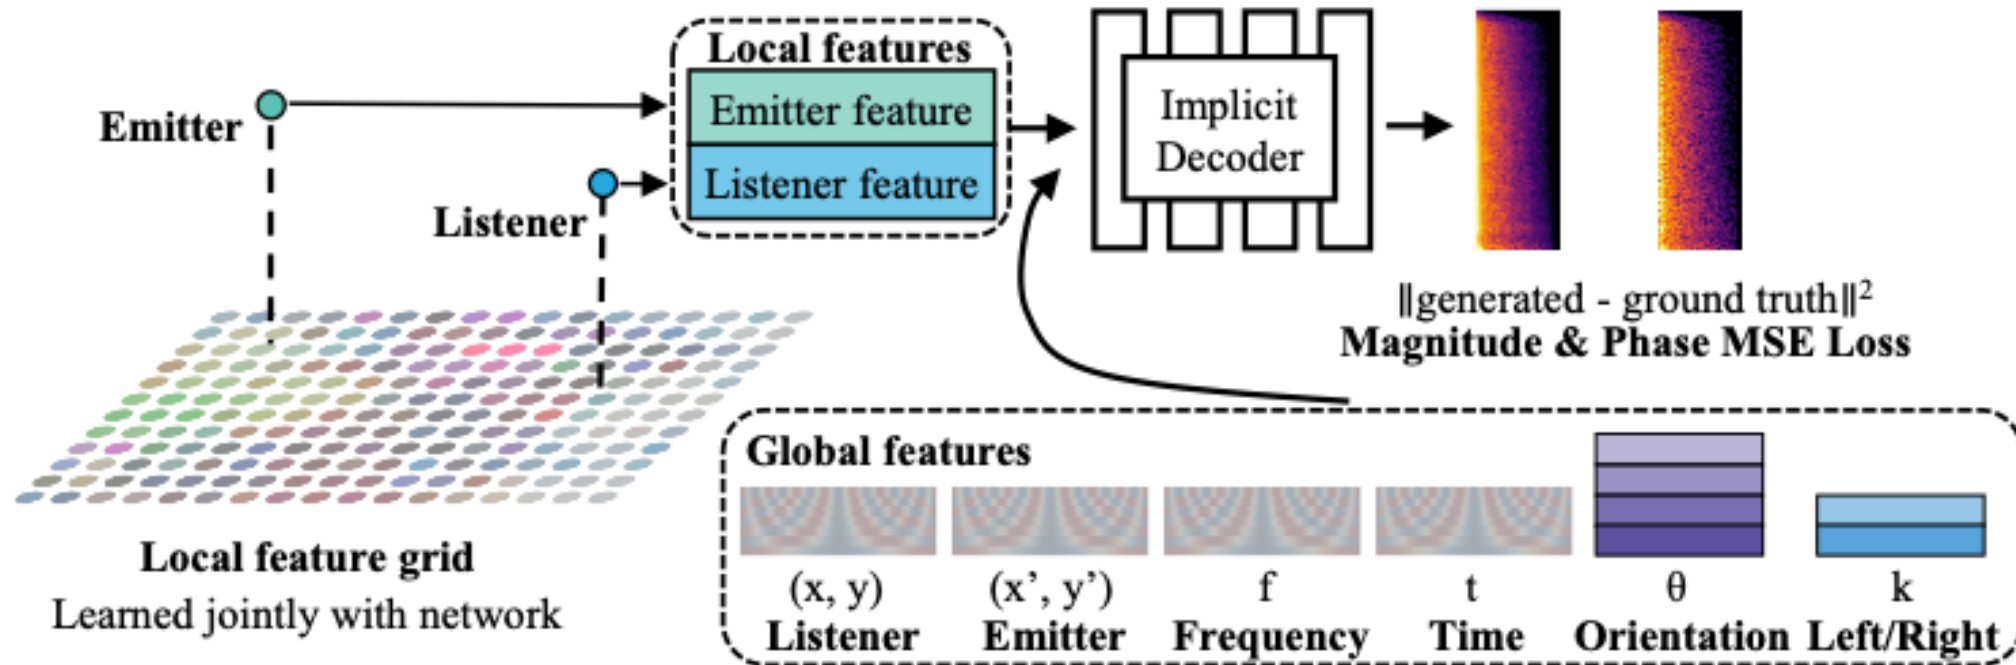 Local features
Emitter feature
Listener feature
Emitter
Listener
Implicit
Decoder
||generated - ground truth||²
Magnitude & Phase MSE Loss
Local feature grid
Learned jointly with network
Global features
(x, y)
Listener
(x', y')
Emitter
f
Frequency
t
Time
θ
Orientation
k
Left/Right